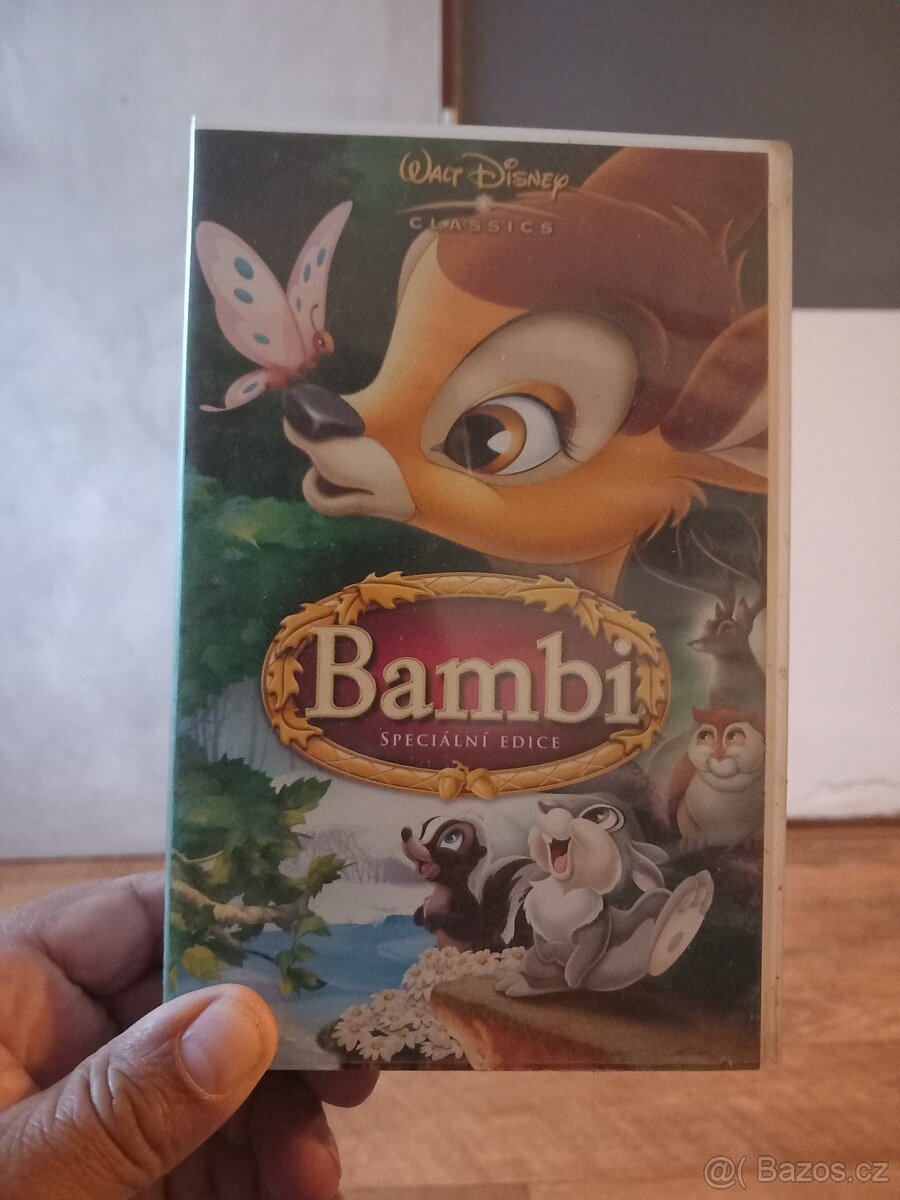 WALT DISNEY
CLASSICS
Bambi
SPECIÁLNÍ EDICE
@( Bazos.cz